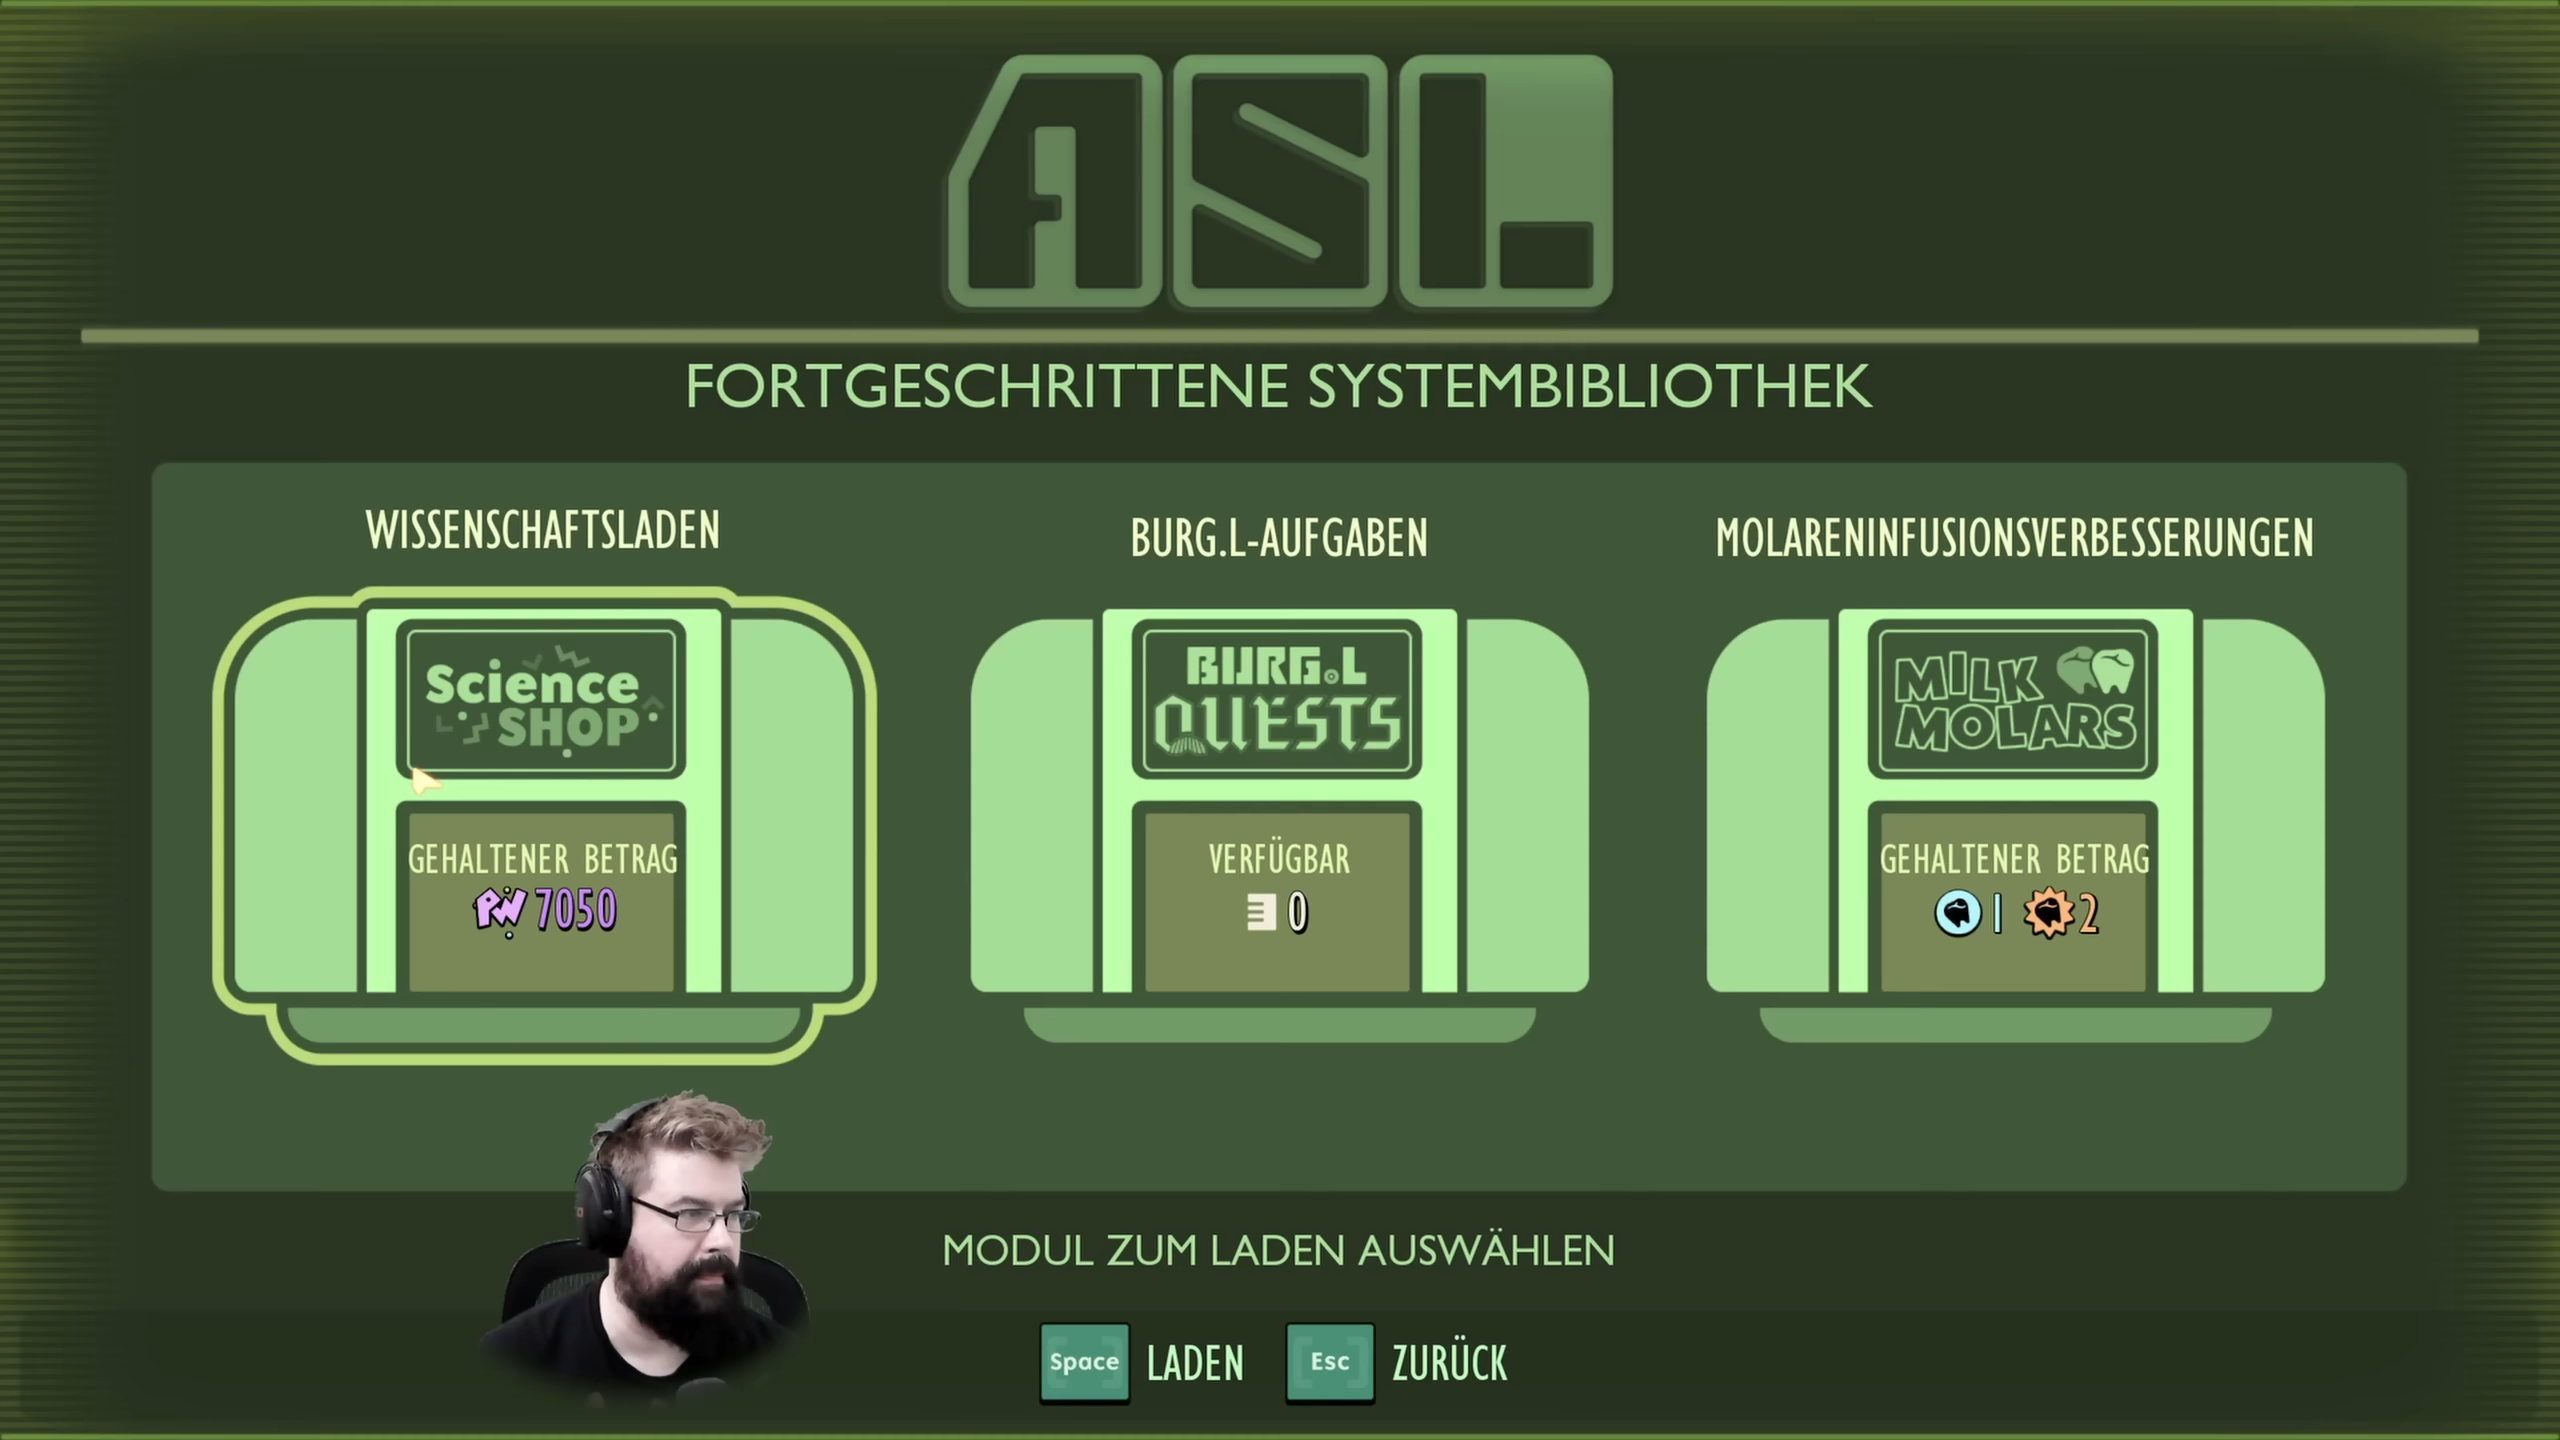 ASL
FORTGESCHRITTENE SYSTEMBIBLIOTHEK
WISSENSCHAFTSLADEN
Science
SHOP
GEHALTENER BETRAG
RW 7050
BURG.L-AUFGABEN
BURG.L
QUESTS
VERFÜGBAR
0
MOLARENINFUSIONSVERBESSERUNGEN
MILK
MOLARS
GEHALTENER BETRAG
1 2
MODUL ZUM LADEN AUSWÄHLEN
Space LADEN Esc ZURÜCK